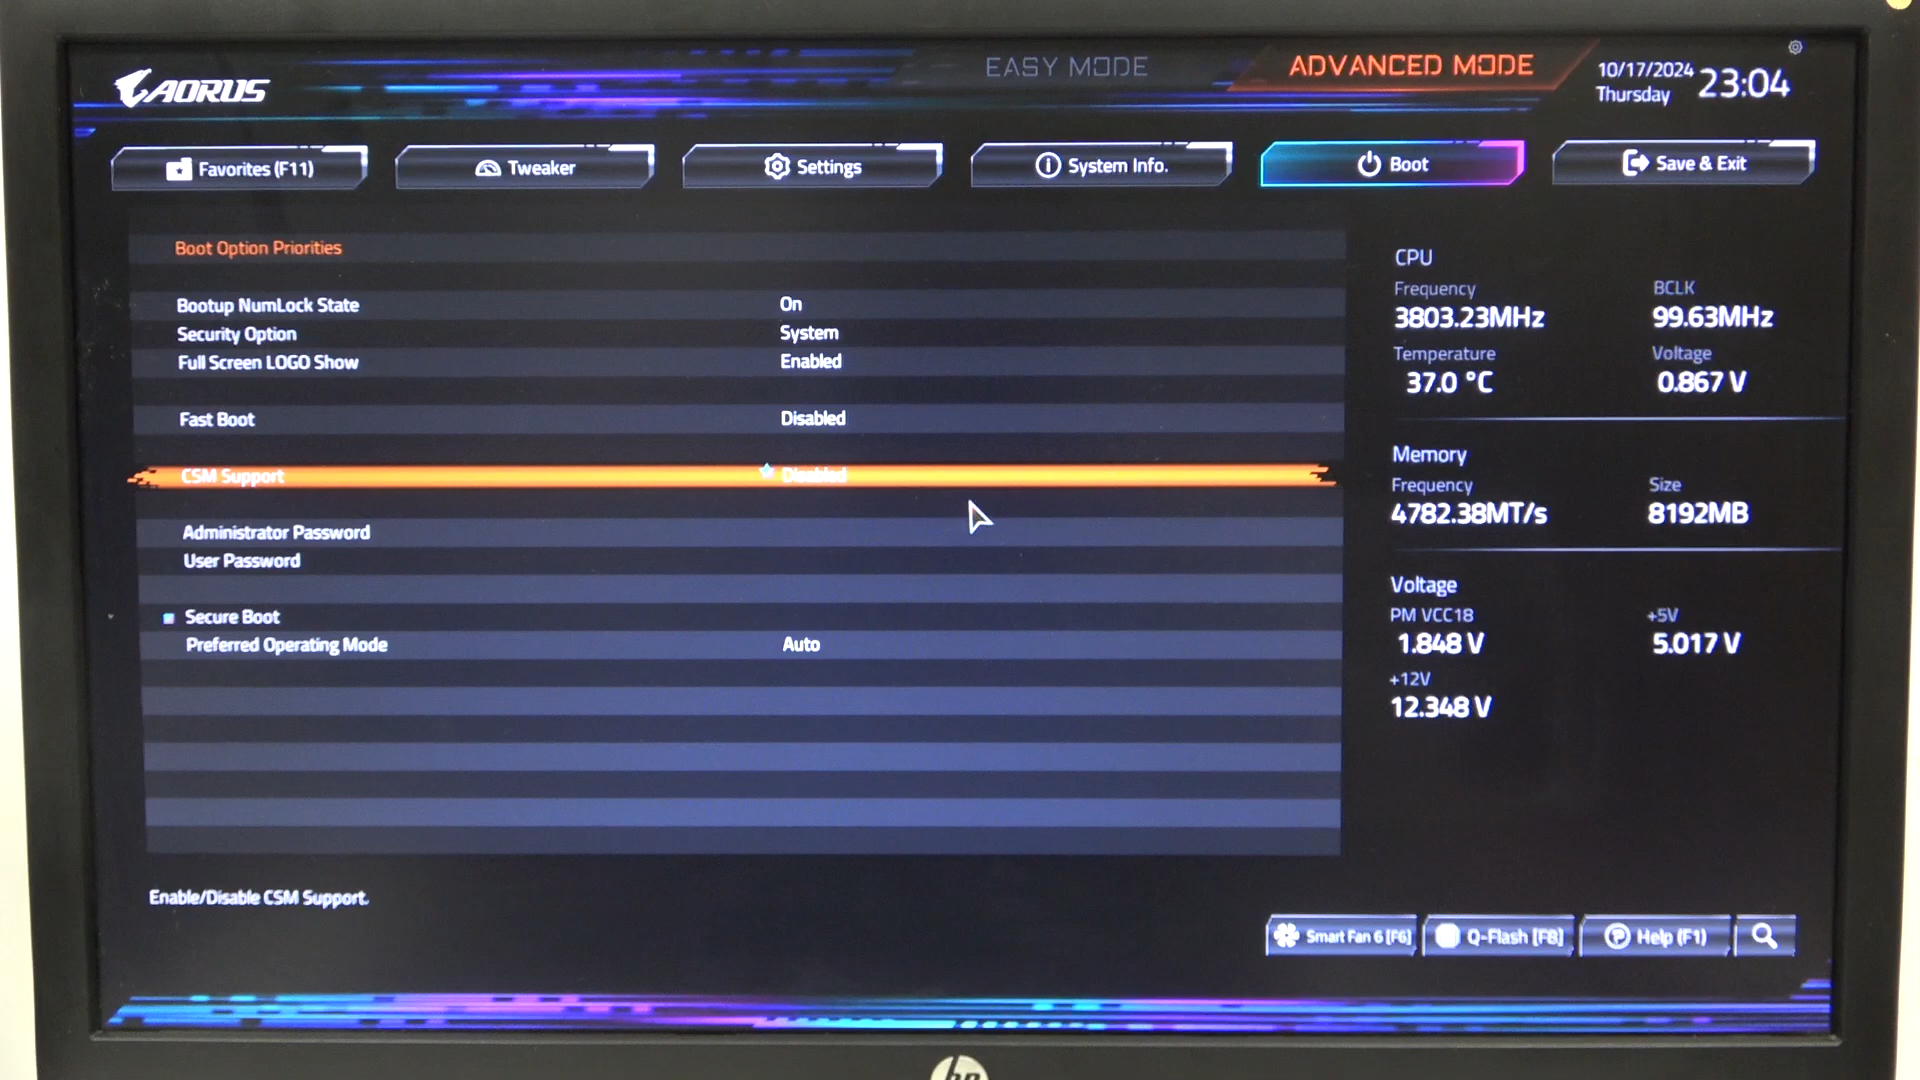 AORUS
EASY MODE
ADVANCED MODE
10/17/2024
Thursday
23:04
Favorites (F11)
Tweaker
Settings
System Info.
Boot
Save & Exit
Boot Option Priorities
Bootup NumLock State On
Security Option System
Full Screen LOGO Show Enabled
Fast Boot Disabled
CSM Support Disabled
Administrator Password
User Password
Secure Boot
Preferred Operating Mode Auto
CPU
Frequency BCLK
3803.23MHz 99.63MHz
Temperature Voltage
37.0 °C 0.867 V
Memory
Frequency Size
4782.38MT/s 8192MB
Voltage
PM VCC18 +5V
1.848 V 5.017 V
+12V
12.348 V
Enable/Disable CSM Support.
Smart Fan 6 [F6]
Q-Flash [F8]
Help (F1)
hp